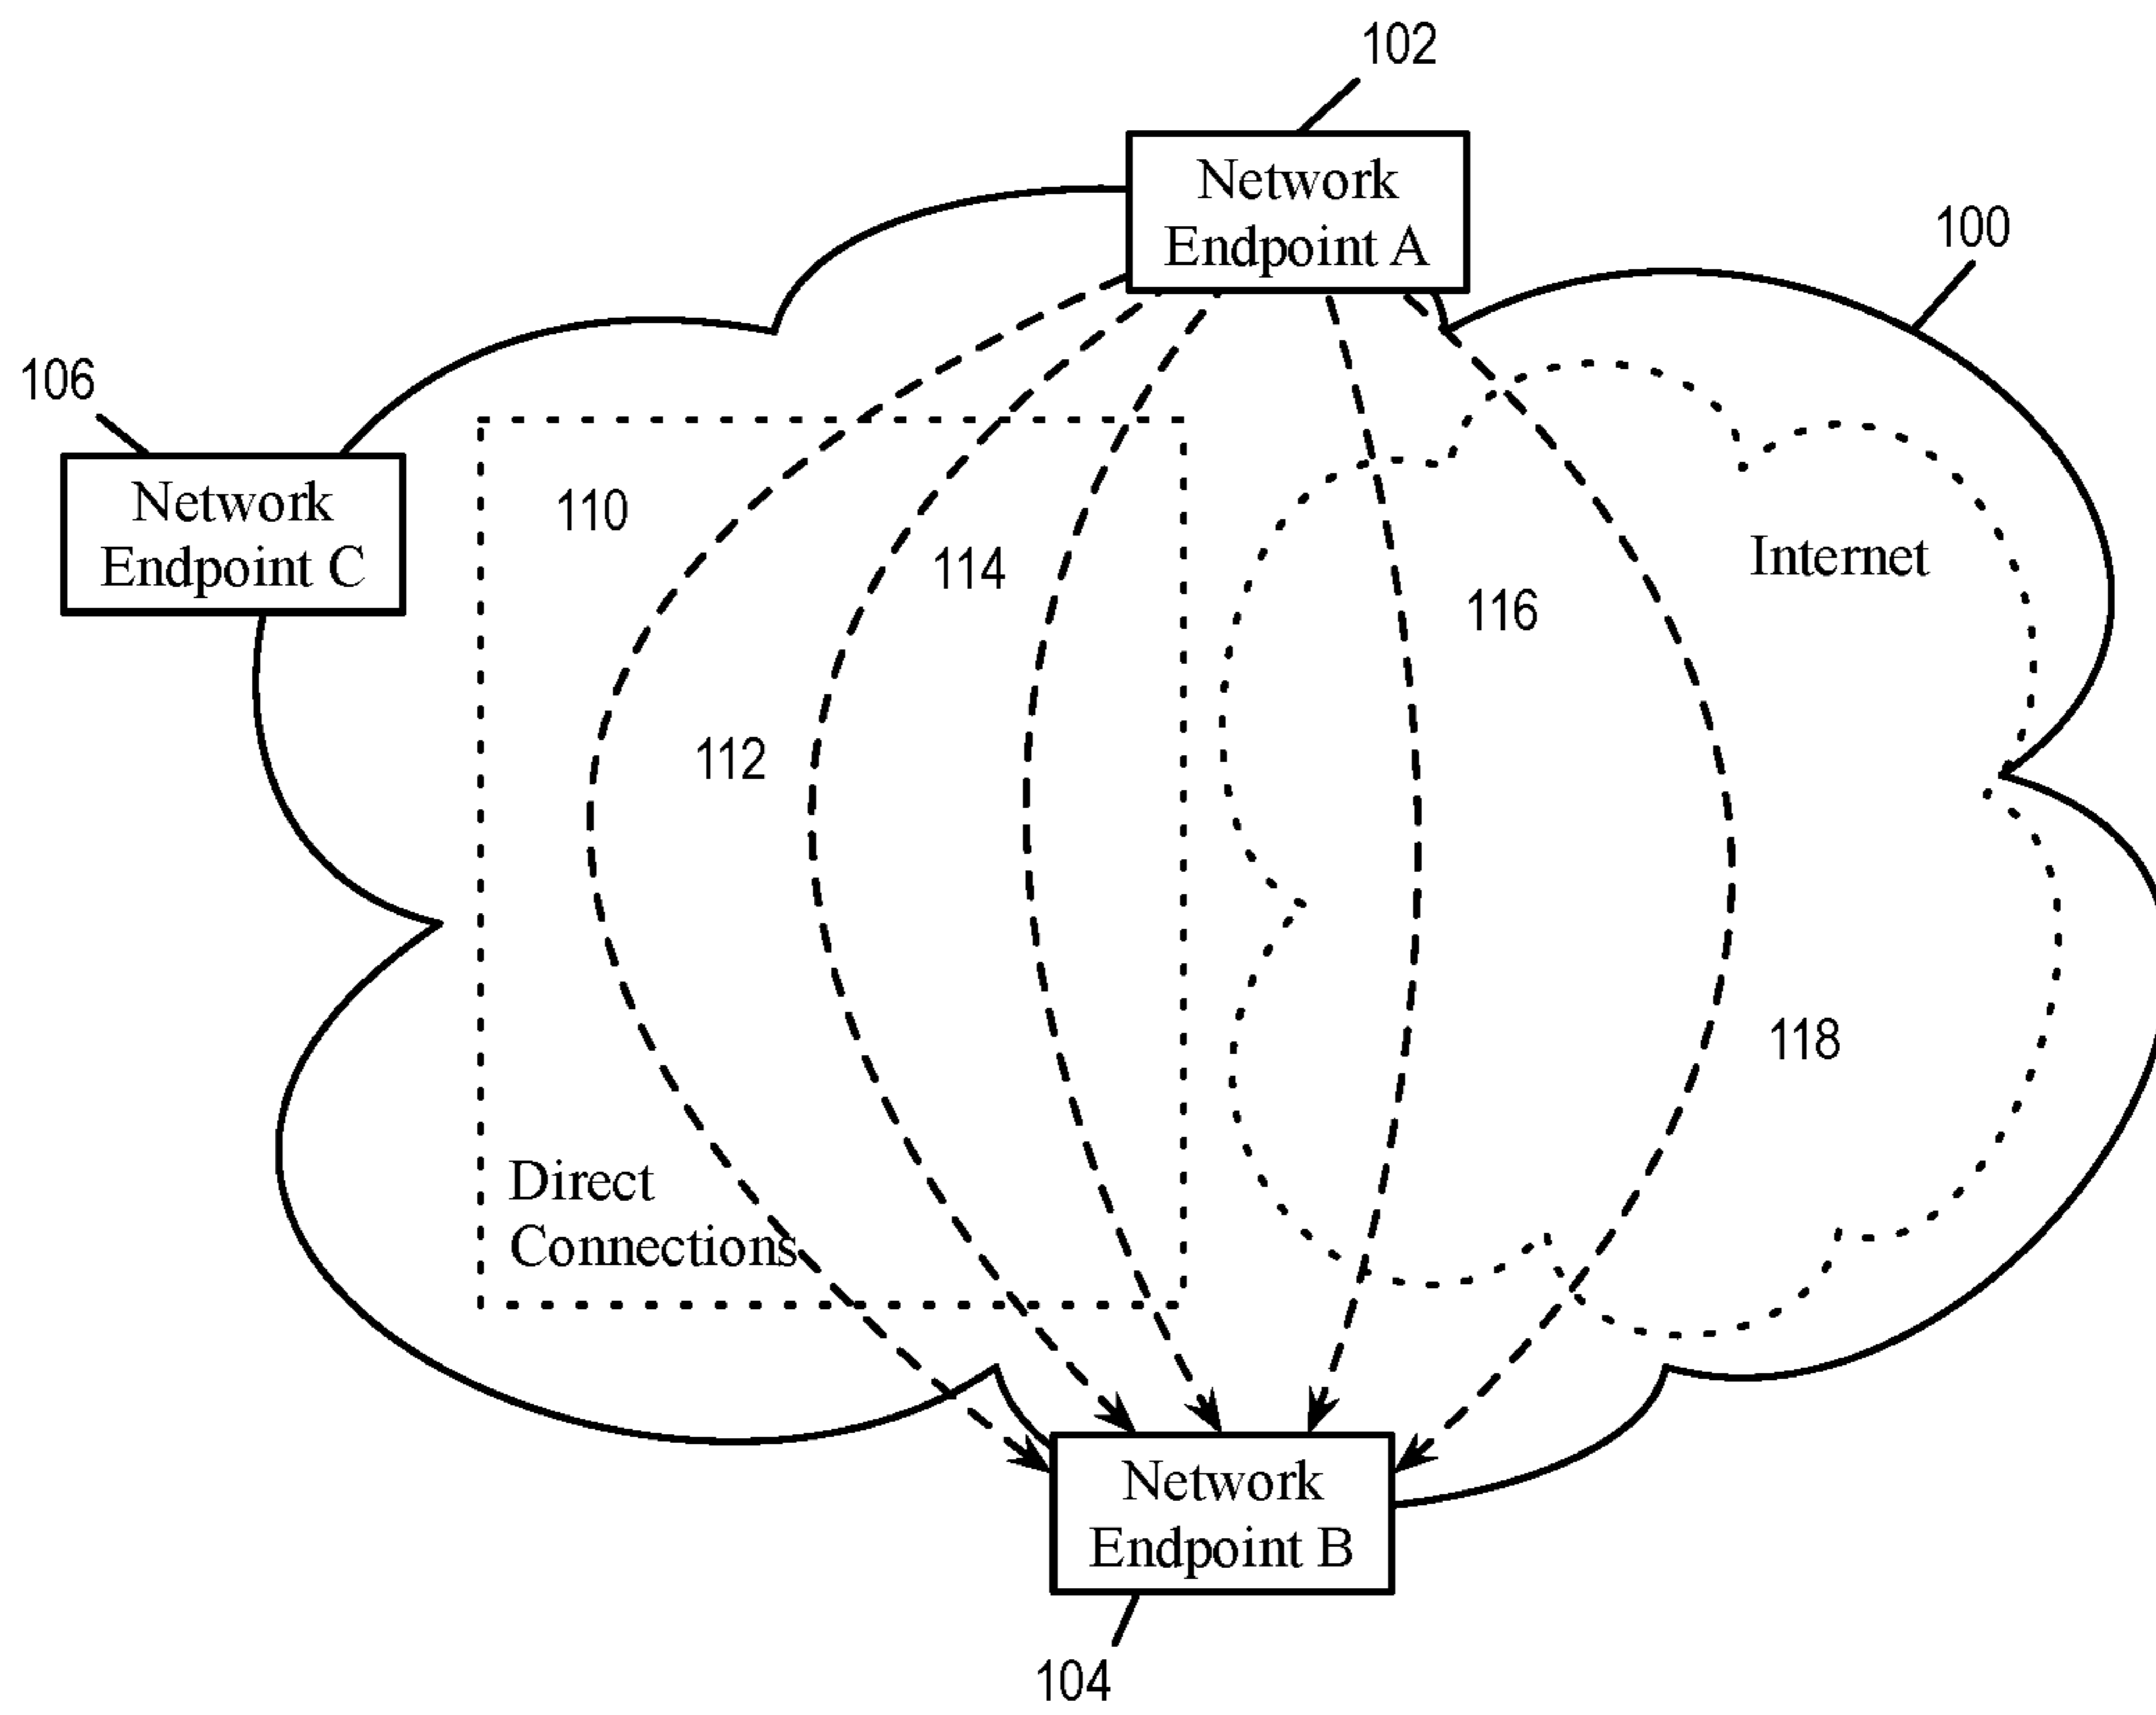 102
Network
Endpoint A
100
106
Network
Endpoint C
110
114
Internet
116
112
118
Direct
Connections
Network
Endpoint B
104